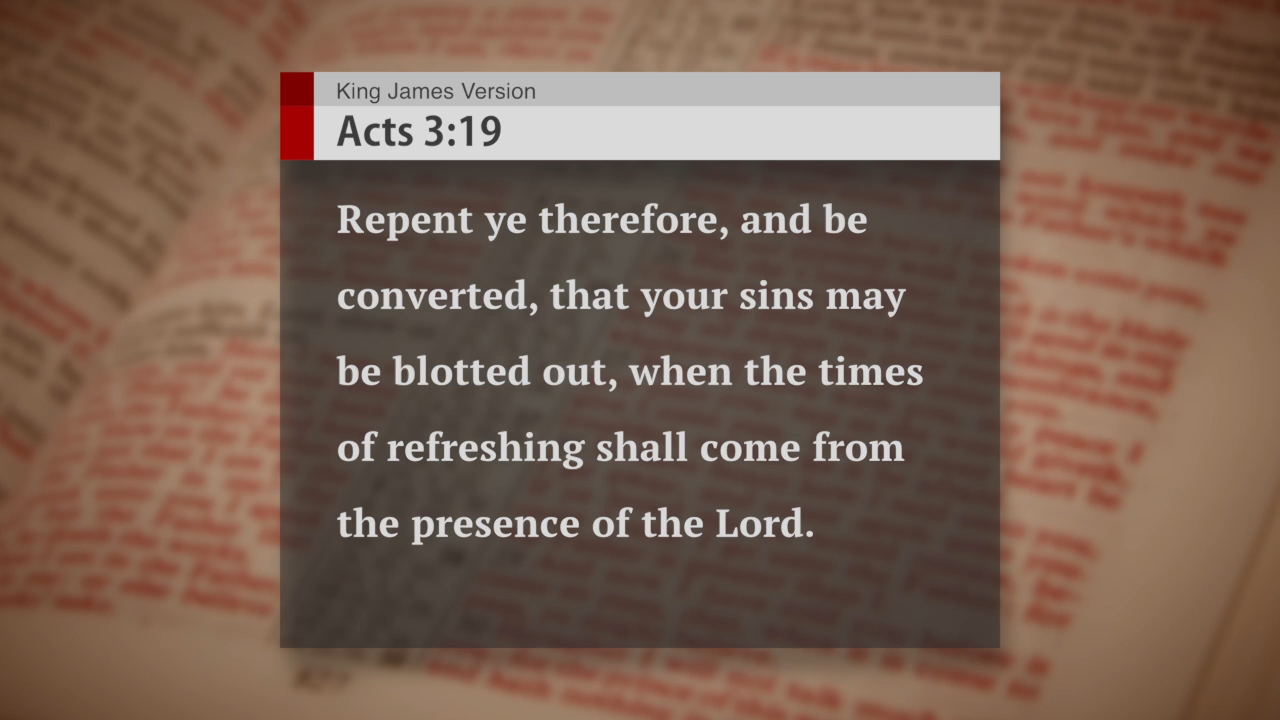 King James Version
Acts 3:19
Repent ye therefore, and be
converted, that your sins may
be blotted out, when the times
of refreshing shall come from
the presence of the Lord.